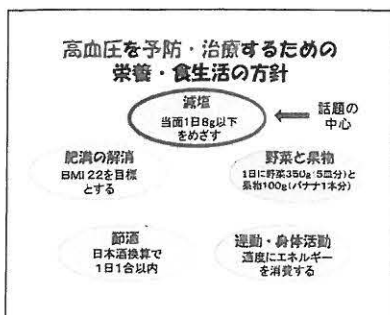 高血圧を予防・治療するための
栄養・食生活の方針
減塩
当面1日8g以下
をめざす
話題の
中心
肥満の解消
BMI 22を目標
とする
野菜と果物
1日に野菜350g(5皿分)と
果物100g(バナナ1本分)
節酒
日本酒換算で
1日1合以内
運動・身体活動
適度にエネルギー
を消費する